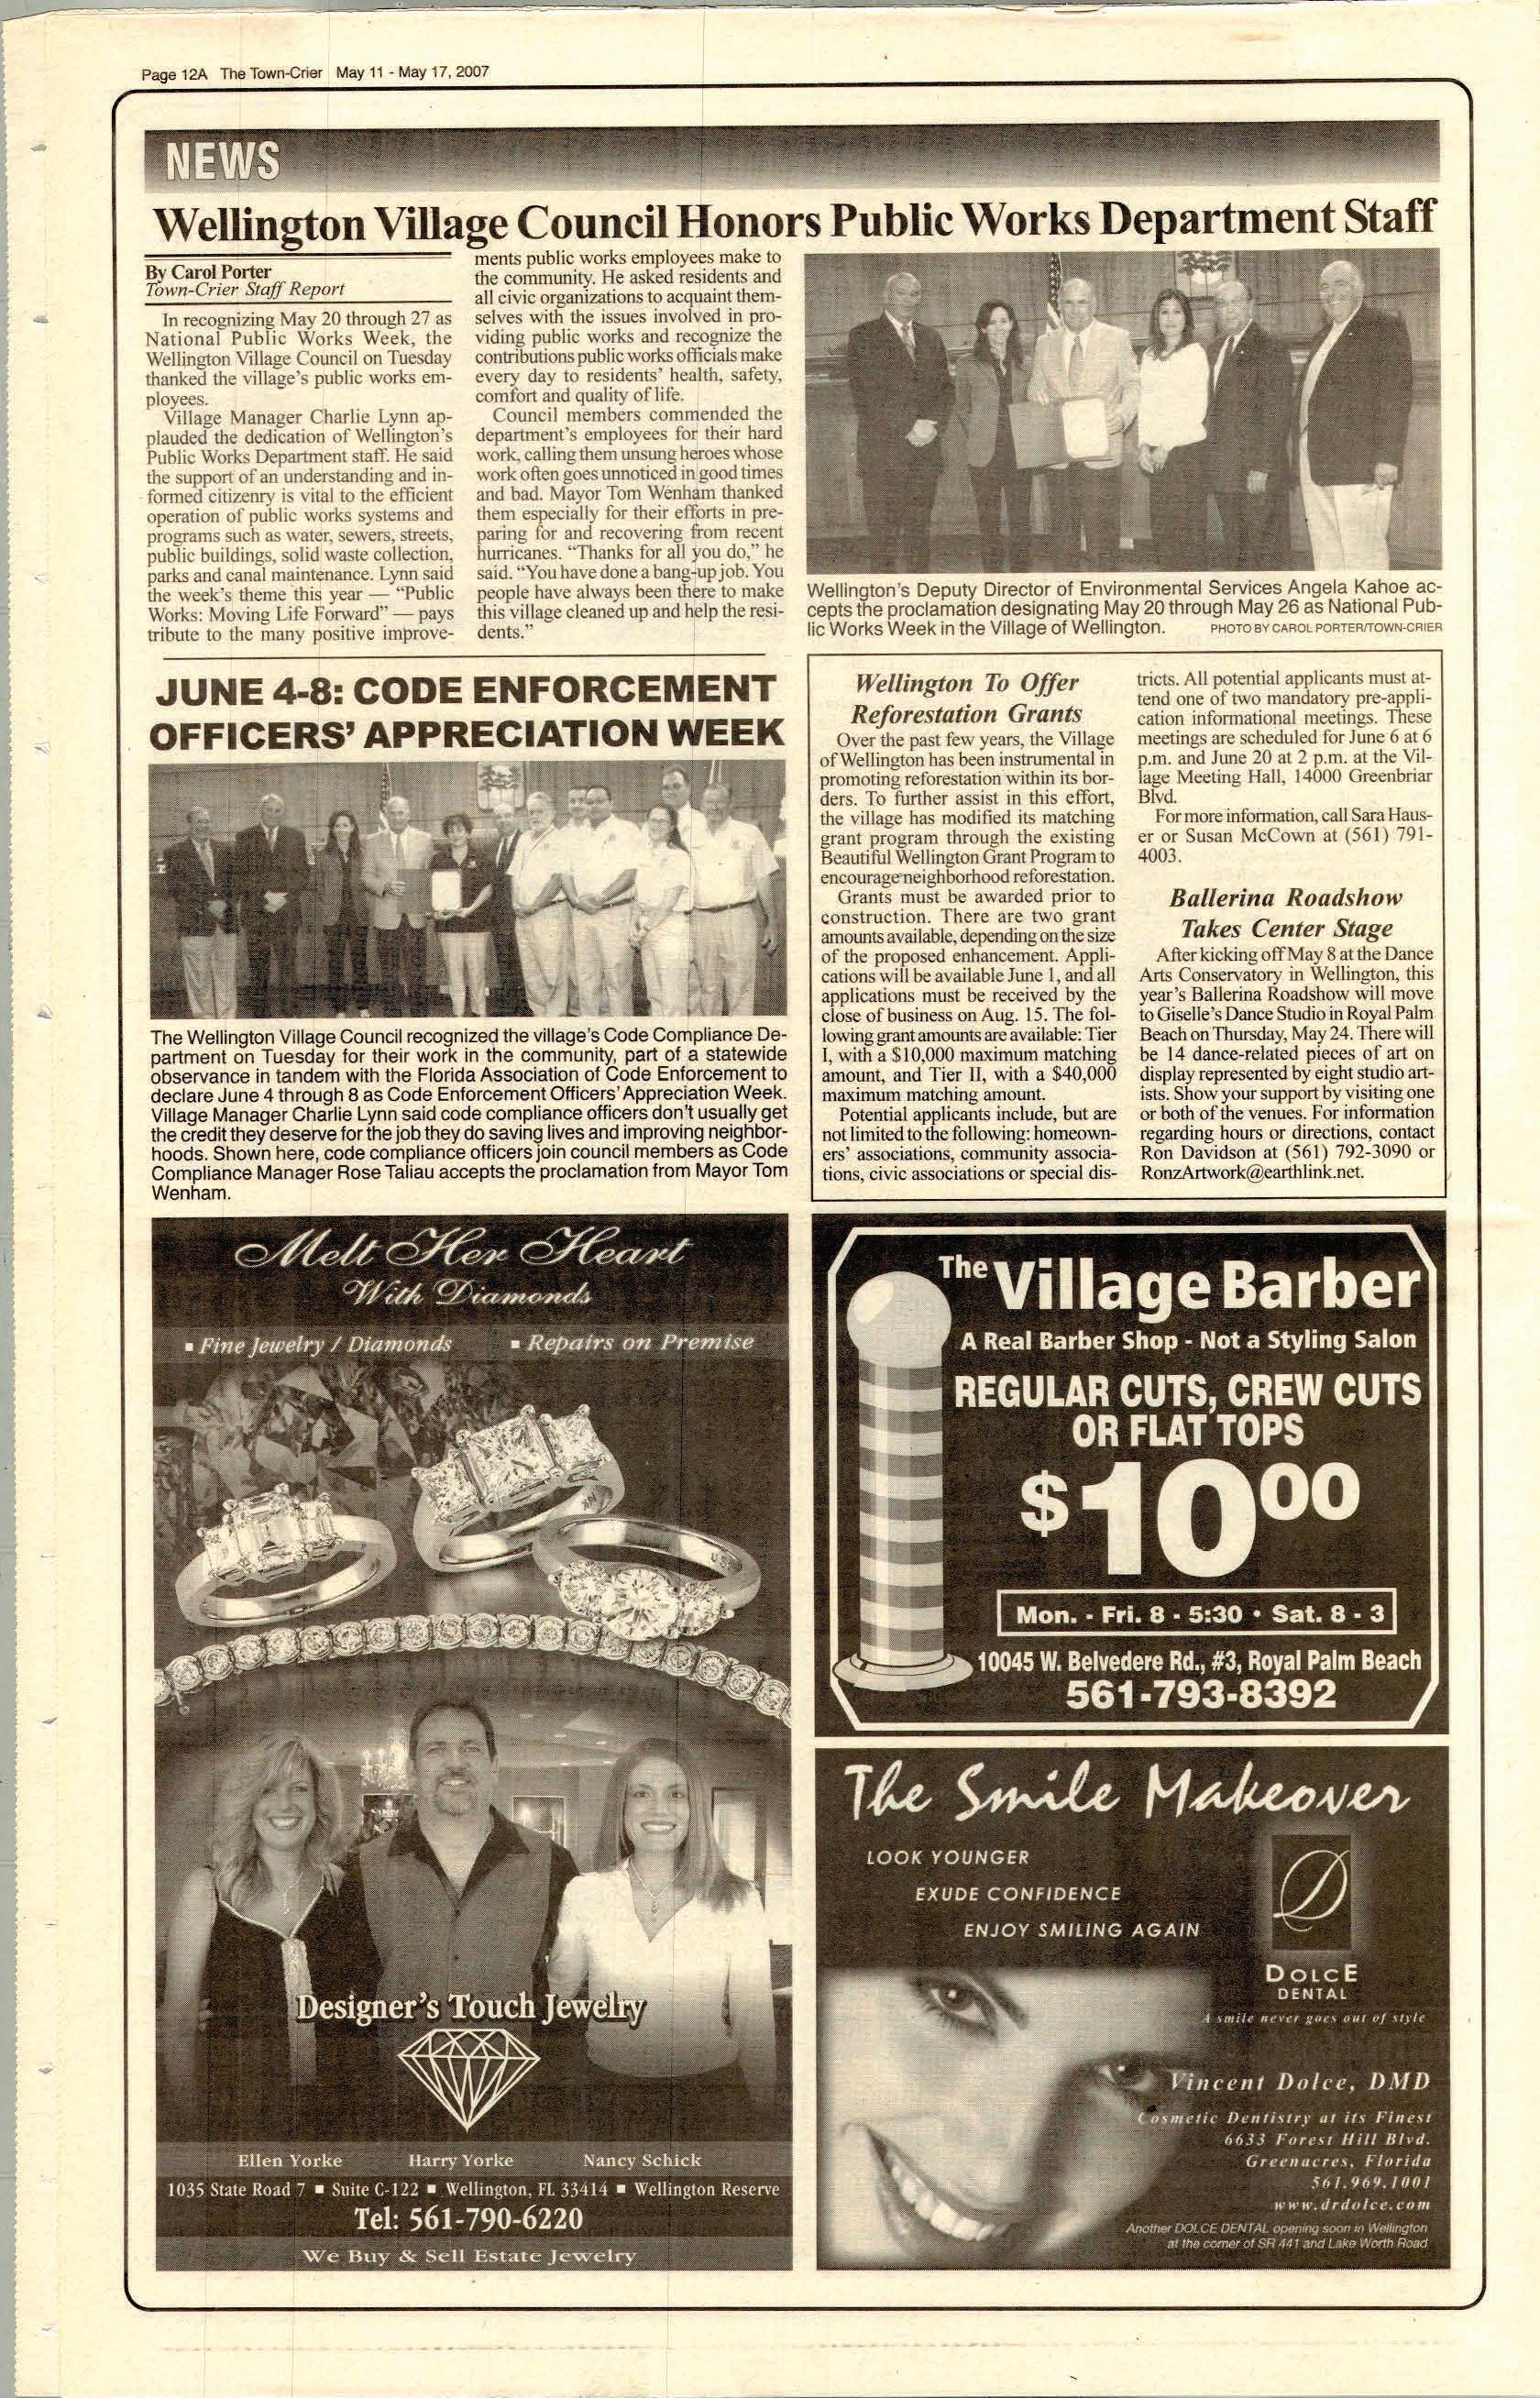 Page 12A The Town-Crier May 11 - May 17, 2007
NEWS
Wellington Village Council Honors Public Works Department Staff
By Carol Porter
Town-Crier Staff Report
In recognizing May 20 through 27 as
National Public Works Week, the
Wellington Village Council on Tuesday
thanked the village's public works em-
ployees.
Village Manager Charlie Lynn ap-
plauded the dedication of Wellington's
Public Works Department staff. He said
the support of an understanding and in-
formed citizenry is vital to the efficient
operation of public works systems and
programs such as water, sewers, streets,
public buildings, solid waste collection,
parks and canal maintenance. Lynn said
the week's theme this year — "Public
Works: Moving Life Forward" — pays
tribute to the many positive improve-
ments public works employees make to
the community. He asked residents and
all civic organizations to acquaint them-
selves with the issues involved in pro-
viding public works and recognize the
contributions public works officials make
every day to residents' health, safety,
comfort and quality of life.
Council members commended the
department's employees for their hard
work, calling them unsung heroes whose
work often goes unnoticed in good times
and bad. Mayor Tom Wenham thanked
them especially for their efforts in pre-
paring for and recovering from recent
hurricanes. "Thanks for all you do," he
said. "You have done a bang-up job. You
people have always been there to make
this village cleaned up and help the resi-
dents."
Wellington's Deputy Director of Environmental Services Angela Kahoe ac-
cepts the proclamation designating May 20 through May 26 as National Pub-
lic Works Week in the Village of Wellington. PHOTO BY CAROL PORTER/TOWN-CRIER
JUNE 4-8: CODE ENFORCEMENT
OFFICERS' APPRECIATION WEEK
The Wellington Village Council recognized the village's Code Compliance De-
partment on Tuesday for their work in the community, part of a statewide
observance in tandem with the Florida Association of Code Enforcement to
declare June 4 through 8 as Code Enforcement Officers' Appreciation Week.
Village Manager Charlie Lynn said code compliance officers don't usually get
the credit they deserve for the job they do saving lives and improving neighbor-
hoods. Shown here, code compliance officers join council members as Code
Compliance Manager Rose Taliau accepts the proclamation from Mayor Tom
Wenham.
Wellington To Offer
Reforestation Grants
Over the past few years, the Village
of Wellington has been instrumental in
promoting reforestation within its bor-
ders. To further assist in this effort,
the village has modified its matching
grant program through the existing
Beautiful Wellington Grant Program to
encourage neighborhood reforestation.
Grants must be awarded prior to
construction. There are two grant
amounts available, depending on the size
of the proposed enhancement. Appli-
cations will be available June 1, and all
applications must be received by the
close of business on Aug. 15. The fol-
lowing grant amounts are available: Tier
I, with a $10,000 maximum matching
amount, and Tier II, with a $40,000
maximum matching amount.
Potential applicants include, but are
not limited to the following: homeown-
ers' associations, community associa-
tions, civic associations or special dis-
tricts. All potential applicants must at-
tend one of two mandatory pre-appli-
cation informational meetings. These
meetings are scheduled for June 6 at 6
p.m. and June 20 at 2 p.m. at the Vil-
lage Meeting Hall, 14000 Greenbriar
Blvd.
For more information, call Sara Haus-
er or Susan McCown at (561) 791-
4003.
Ballerina Roadshow
Takes Center Stage
After kicking off May 8 at the Dance
Arts Conservatory in Wellington, this
year's Ballerina Roadshow will move
to Giselle's Dance Studio in Royal Palm
Beach on Thursday, May 24. There will
be 14 dance-related pieces of art on
display represented by eight studio art-
ists. Show your support by visiting one
or both of the venues. For information
regarding hours or directions, contact
Ron Davidson at (561) 792-3090 or
RonzArtwork@earthlink.net.
Melt Her Heart
With Diamonds
▪ Fine Jewelry / Diamonds ▪ Repairs on Premise
Designer's Touch Jewelry
Ellen Yorke Harry Yorke Nancy Schick
1035 State Road 7 ▪ Suite C-122 ▪ Wellington, FL 33414 ▪ Wellington Reserve
Tel: 561-790-6220
We Buy & Sell Estate Jewelry
The Village Barber
A Real Barber Shop - Not a Styling Salon
REGULAR CUTS, CREW CUTS
OR FLAT TOPS
$10 00
Mon. - Fri. 8 - 5:30 • Sat. 8 - 3
10045 W. Belvedere Rd., #3, Royal Palm Beach
561-793-8392
The Smile Makeover
LOOK YOUNGER
EXUDE CONFIDENCE
ENJOY SMILING AGAIN
D
DOLCE
DENTAL
A smile never goes out of style
Vincent Dolce, DMD
Cosmetic Dentistry at its Finest
6633 Forest Hill Blvd.
Greenacres, Florida
561.969.1001
www.drdolce.com
Another DOLCE DENTAL opening soon in Wellington
at the corner of SR 441 and Lake Worth Road